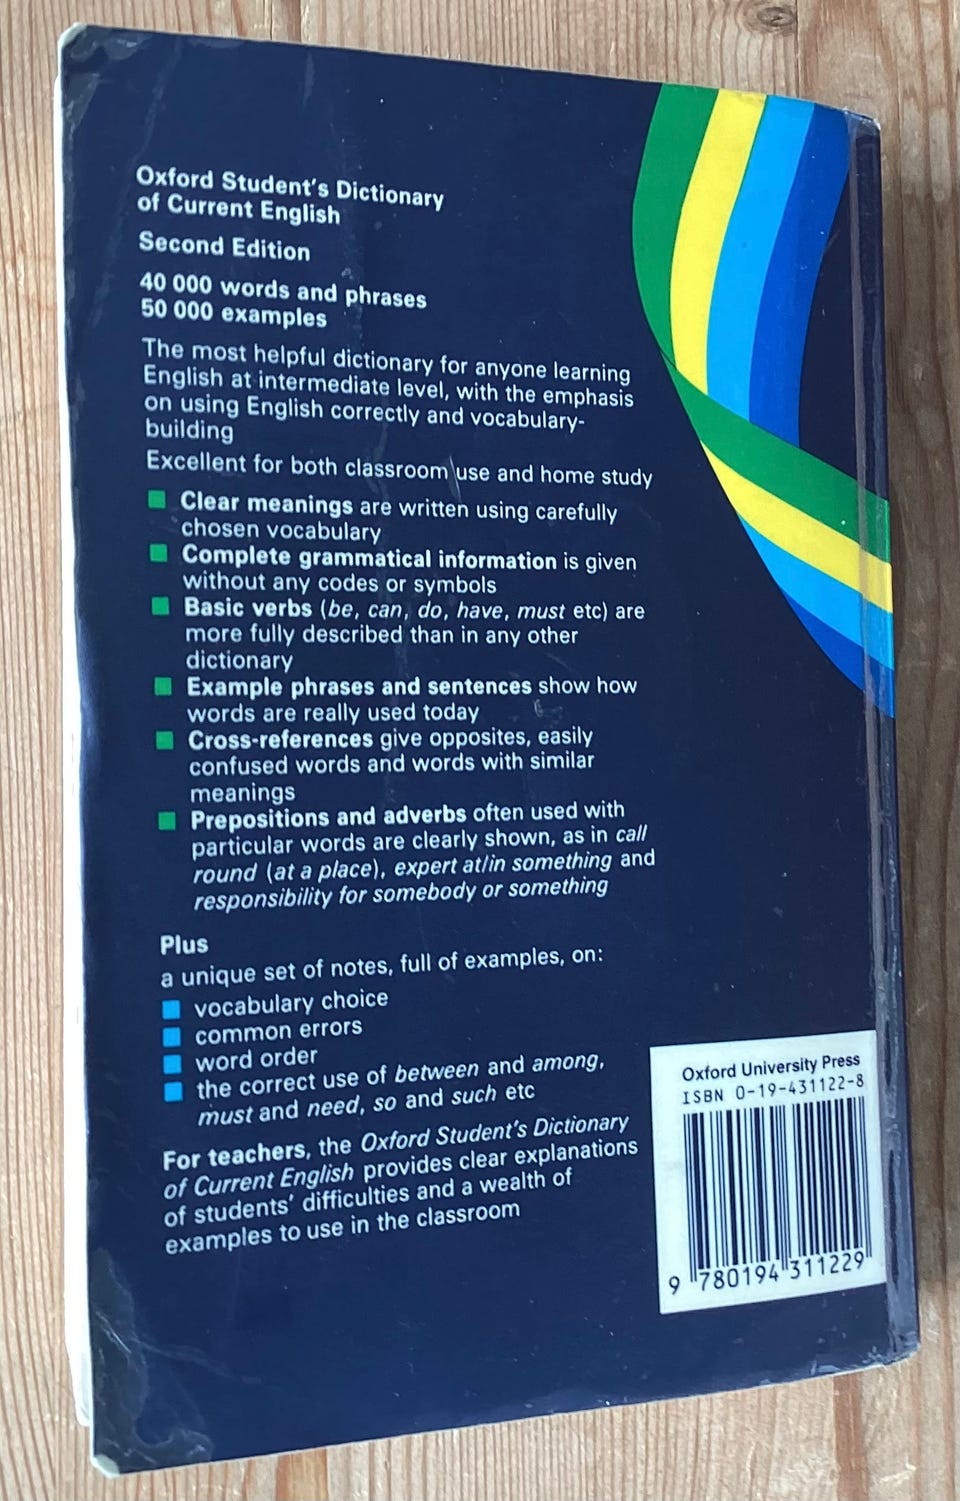 Oxford Student's Dictionary
of Current English
Second Edition
40 000 words and phrases
50 000 examples
The most helpful dictionary for anyone learning
English at intermediate level, with the emphasis
on using English correctly and vocabulary-
building
Excellent for both classroom use and home study
Clear meanings are written using carefully
chosen vocabulary
Complete grammatical information is given
without any codes or symbols
Basic verbs (be, can, do, have, must etc) are
more fully described than in any other
dictionary
Example phrases and sentences show how
words are really used today
Cross-references give opposites, easily
confused words and words with similar
meanings
Prepositions and adverbs often used with
particular words are clearly shown, as in call
round (at a place), expert at/in something and
responsibility for somebody or something
Plus
a unique set of notes, full of examples, on:
vocabulary choice
common errors
word order
the correct use of between and among,
must and need, so and such etc
For teachers, the Oxford Student's Dictionary
of Current English provides clear explanations
of students' difficulties and a wealth of
examples to use in the classroom
Oxford University Press
ISBN 0-19-431122-8
9 780194 311229